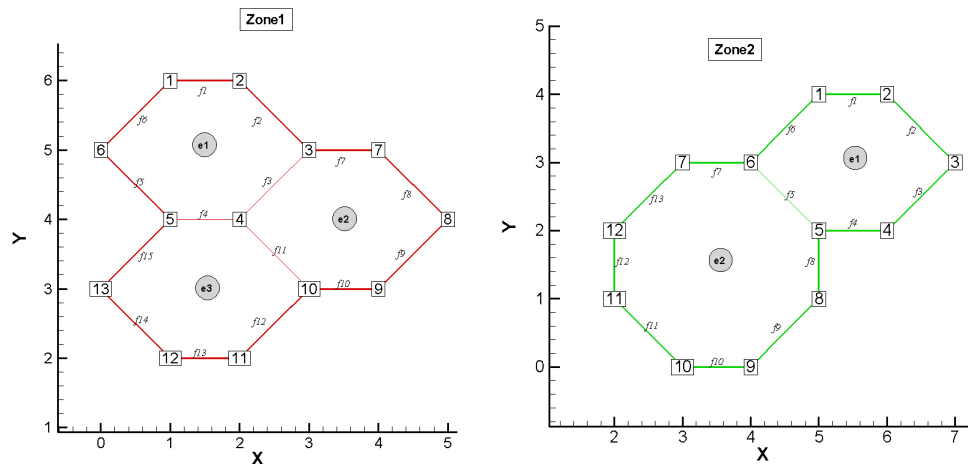 Zone1
6
5
4
3
2
1
Y
0 1 2 3 4 5
X
1 2
f1
f6 f2
e1
6 3 7
f7
f5 f3 f8
5 f4 4 e2 8
f15 f11 f9
13 e3 10 f10 9
f14 f12
12 f13 11
Zone2
5
4
3
2
1
0
Y
2 3 4 5 6 7
X
1 2
f1
f6 f2
e1
7 6 3
f7
f13 f5 f3
12 5 f4 4
f12 e2 f8
11 8
f11 f9
10 f10 9